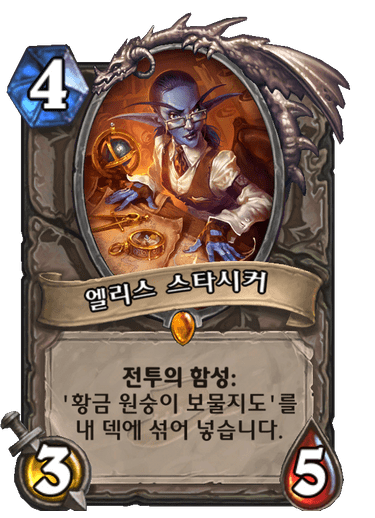 4
엘리스 스타시커
전투의 함성:
'황금 원숭이 보물지도'를
내 덱에 섞어 넣습니다.
3
5